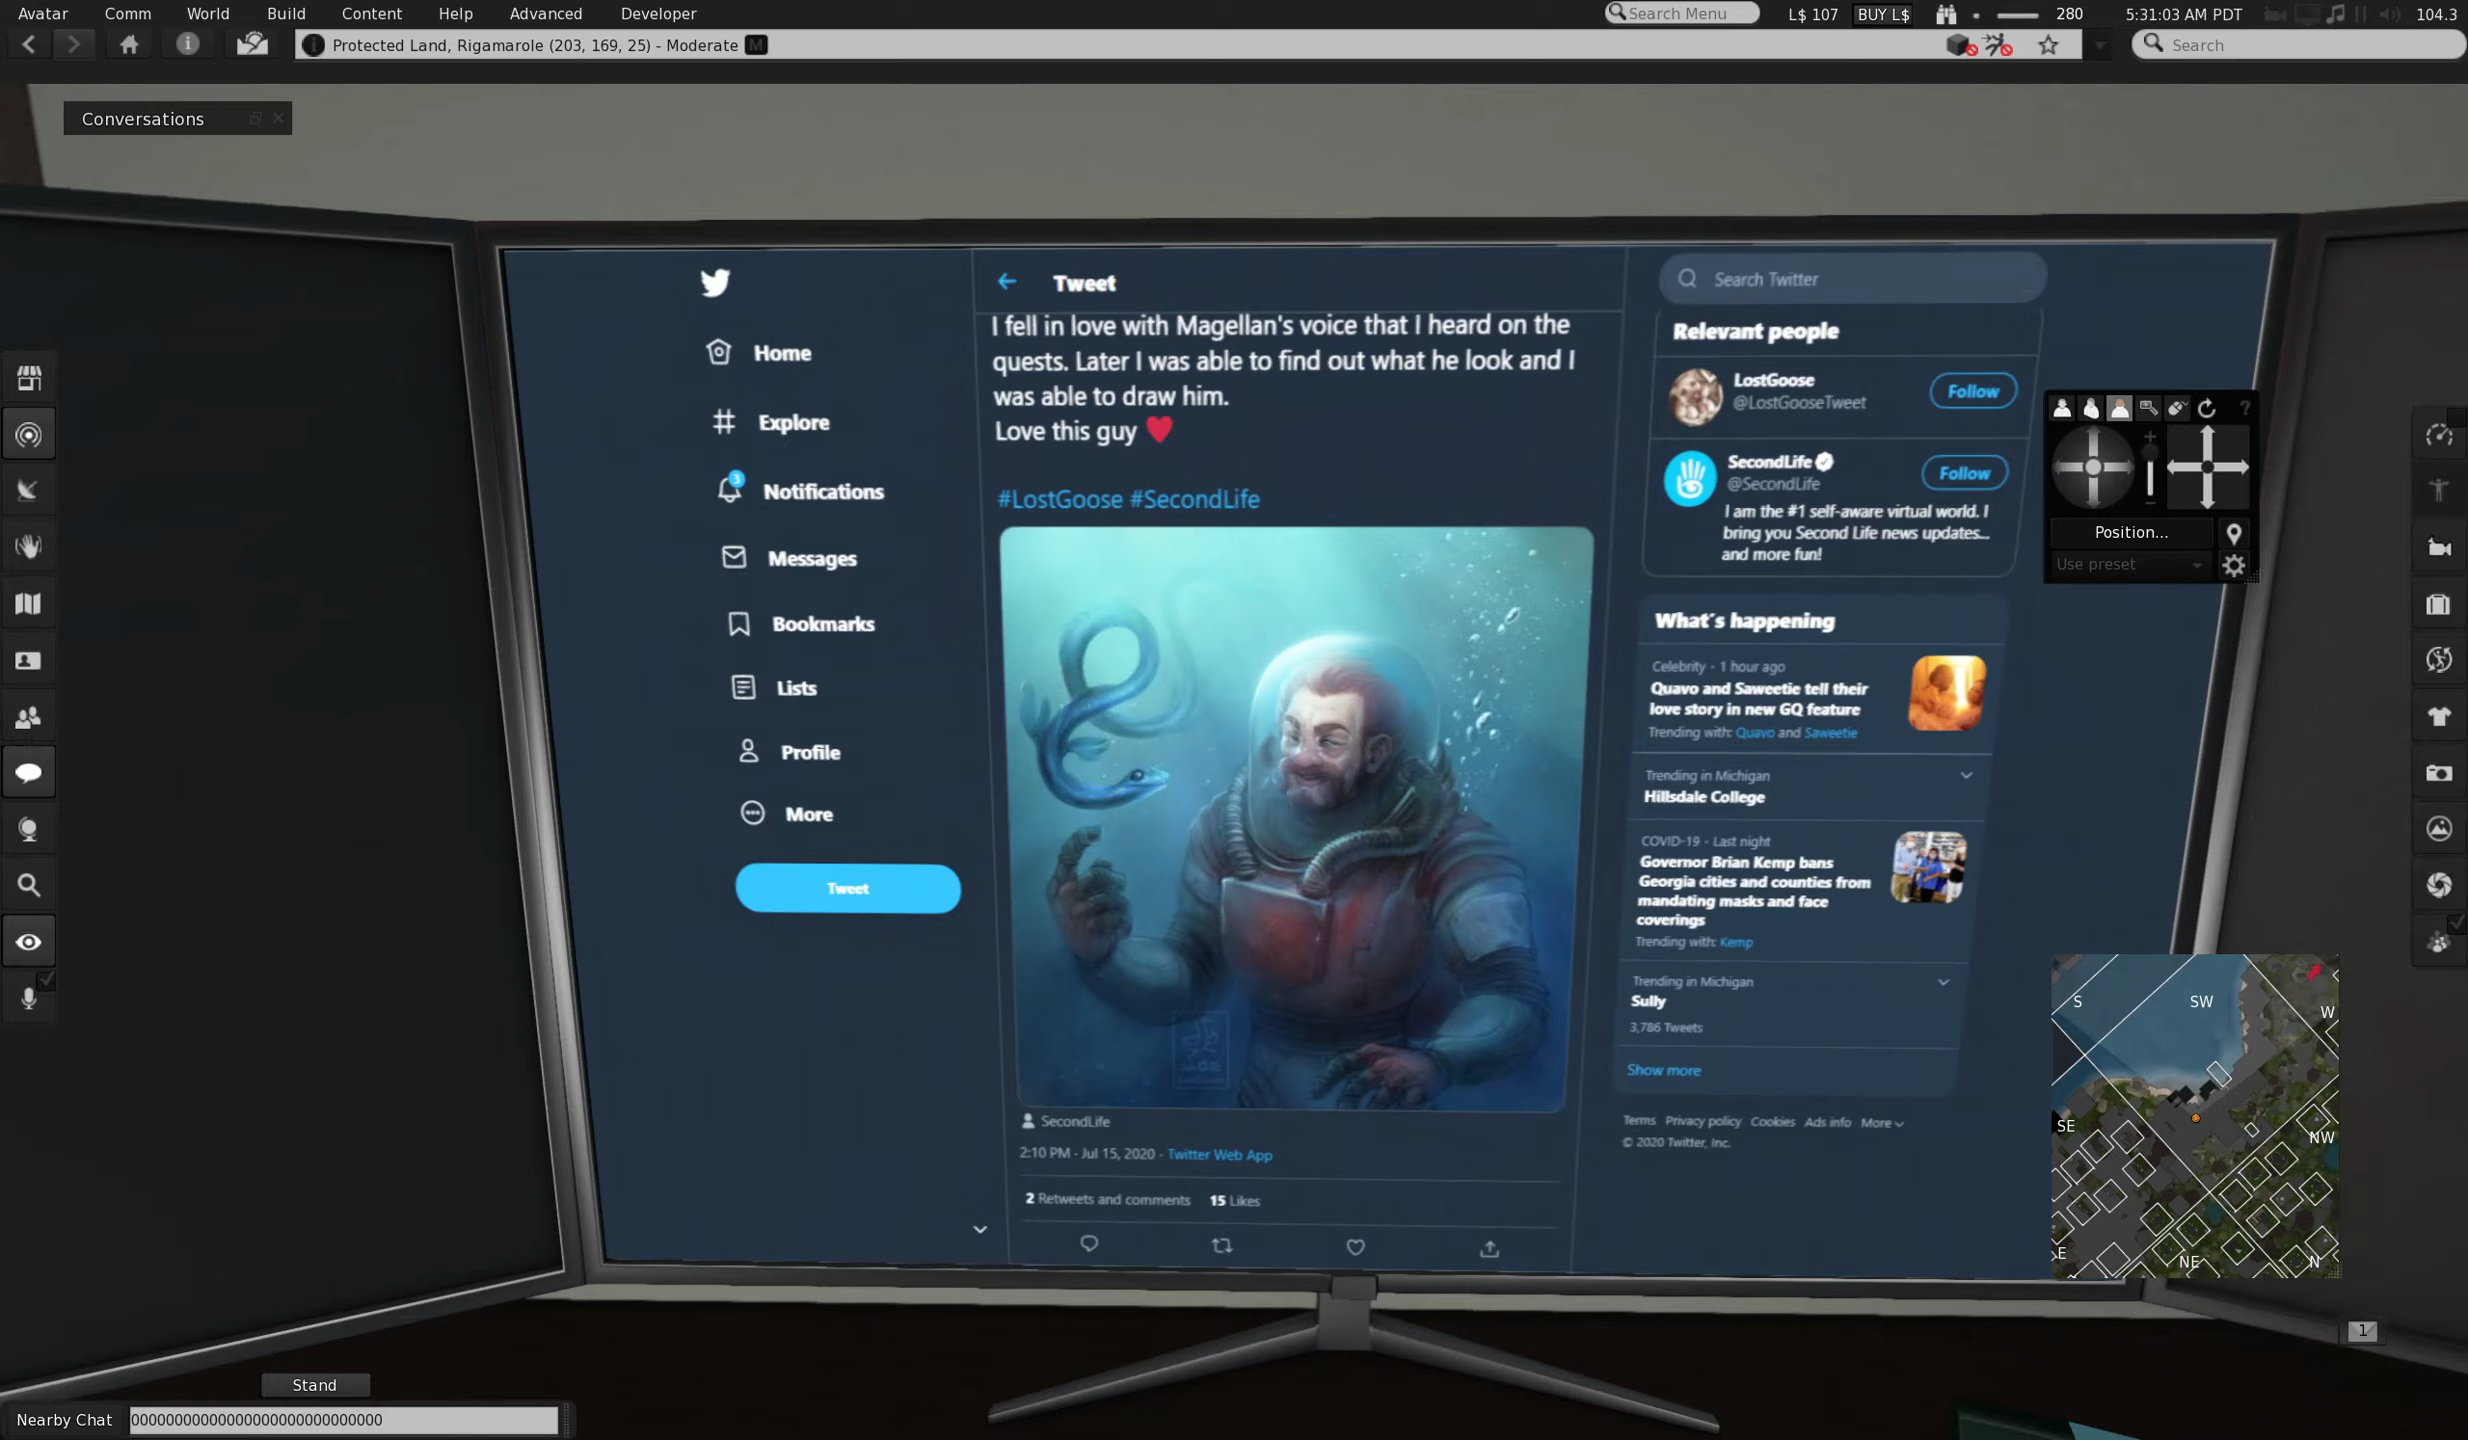 Avatar Comm World Build Content Help Advanced Developer
Search Menu L$ 107 BUY L$ 280 5:31:03 AM PDT 104.3
Protected Land, Rigamarole (203, 169, 25) - Moderate M
Search
Conversations
Home
Explore
3
Notifications
Messages
Bookmarks
Lists
Profile
More
Tweet
Tweet
I fell in love with Magellan's voice that I heard on the
quests. Later I was able to find out what he look and I
was able to draw him.
Love this guy
#LostGoose #SecondLife
SecondLife
2:10 PM · Jul 15, 2020 · Twitter Web App
2 Retweets and comments 15 Likes
Search Twitter
Relevant people
LostGoose
@LostGooseTweet
Follow
SecondLife
@SecondLife
Follow
I am the #1 self-aware virtual world. I
bring you Second Life news updates...
and more fun!
What's happening
Celebrity · 1 hour ago
Quavo and Saweetie tell their
love story in new GQ feature
Trending with: Quavo and Saweetie
Trending in Michigan
Hillsdale College
COVID-19 · Last night
Governor Brian Kemp bans
Georgia cities and counties from
mandating masks and face
coverings
Trending with: Kemp
Trending in Michigan
Sully
3,786 Tweets
Show more
Terms Privacy policy Cookies Ads info More
© 2020 Twitter, Inc.
?
Position...
Use preset
S SW W
SE NW
E NE N
1
Stand
Nearby Chat